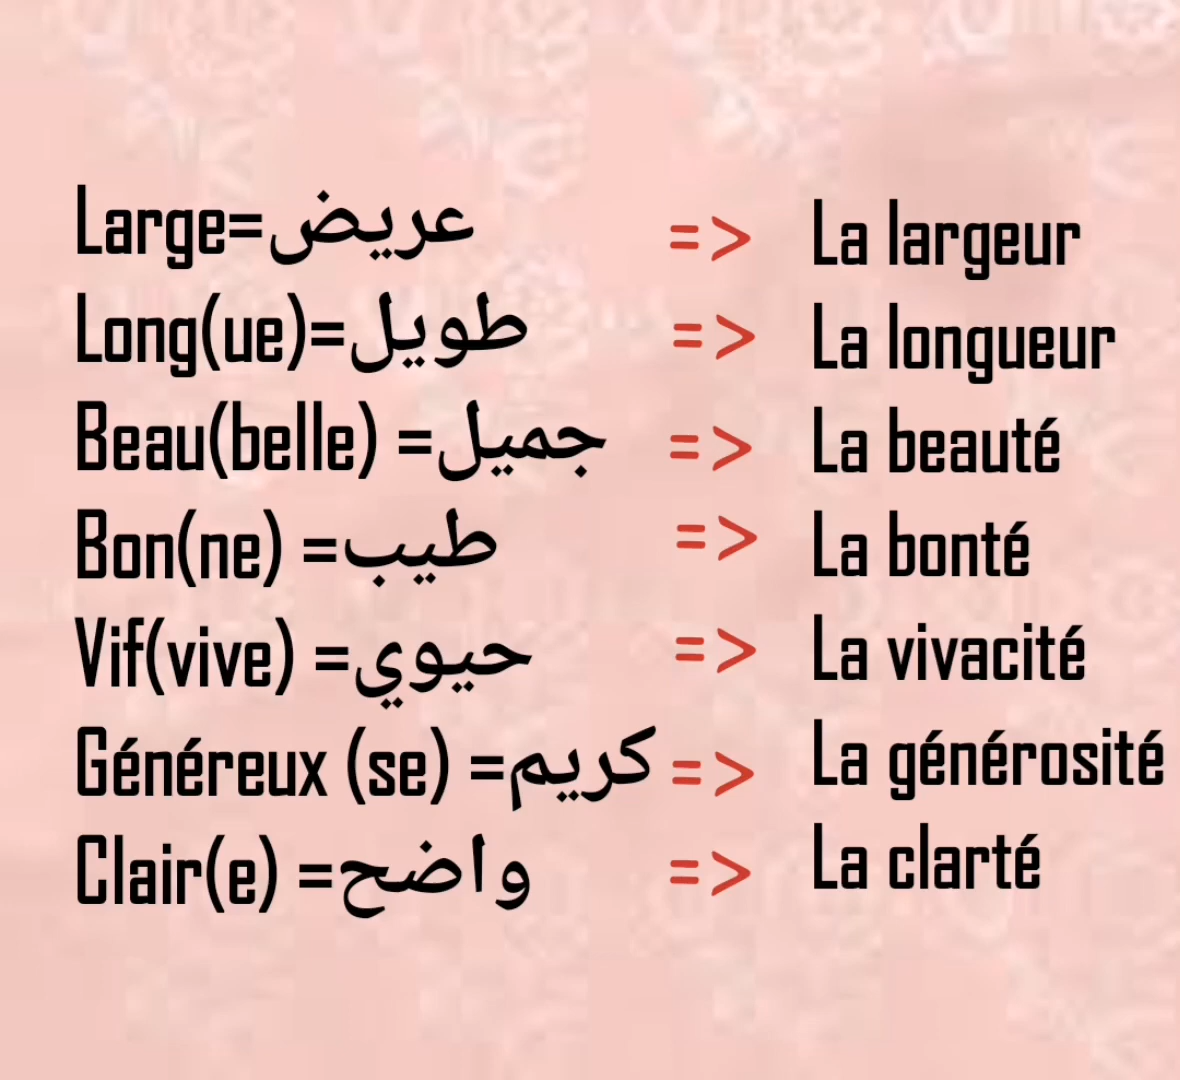 Large=عريض => La largeur
Long(ue)=طويل => La longueur
Beau(belle) =جميل => La beauté
Bon(ne) =طيب => La bonté
Vif(vive) =حيوي => La vivacité
Généreux (se) =كريم => La générosité
Clair(e) =واضح => La clarté